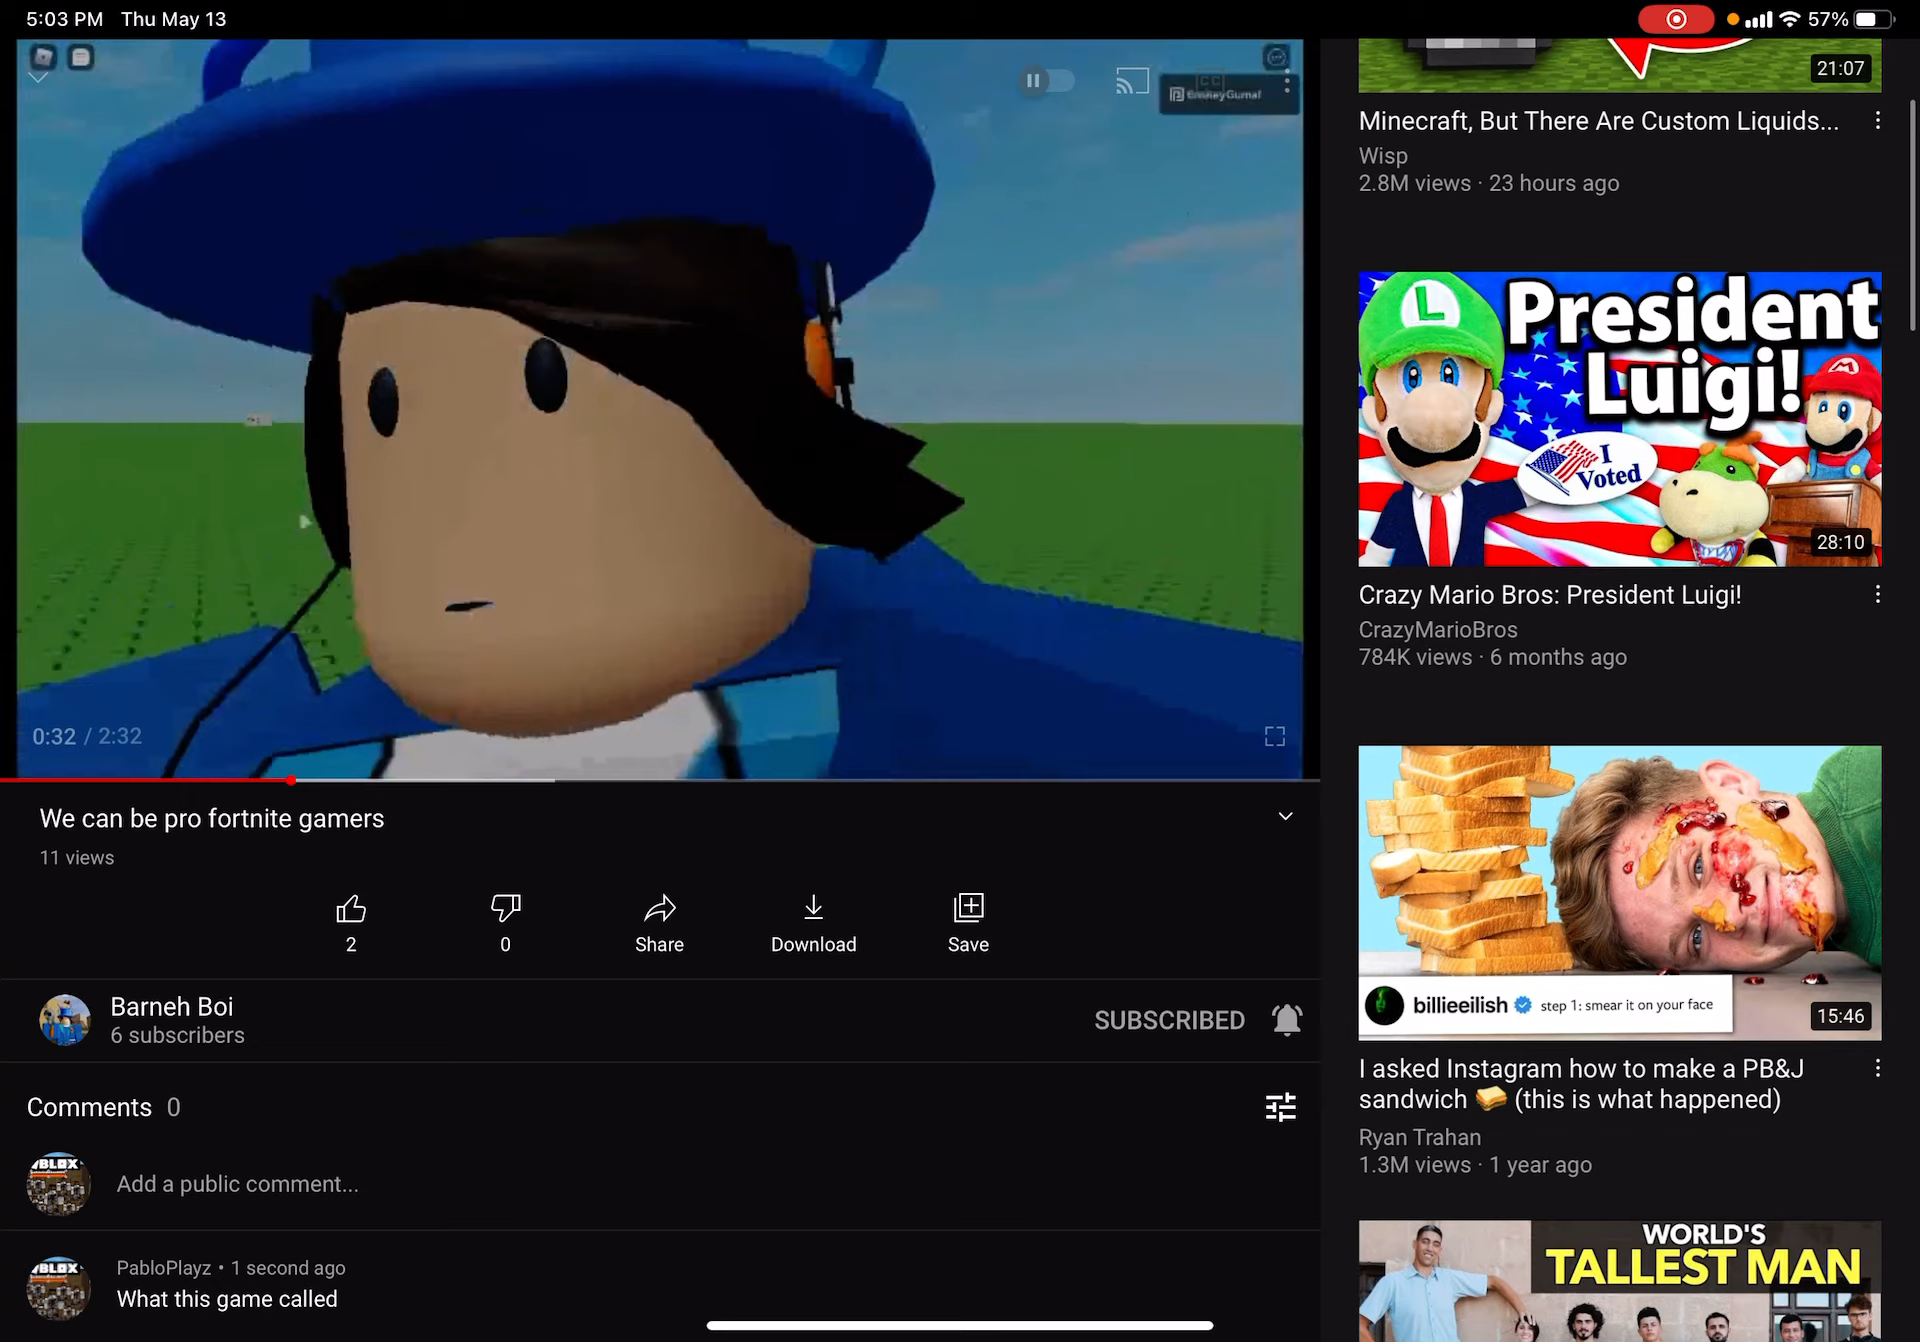 5:03 PM Thu May 13
57%
CC
0:32 / 2:32
We can be pro fortnite gamers
11 views
2
0
Share
Download
Save
Barneh Boi
6 subscribers
SUBSCRIBED
Comments 0
YBLOX
Add a public comment...
YBLOX
PabloPlayz • 1 second ago
What this game called
21:07
Minecraft, But There Are Custom Liquids...
Wisp
2.8M views · 23 hours ago
L
President
Luigi!
M
I
Voted
28:10
Crazy Mario Bros: President Luigi!
CrazyMarioBros
784K views · 6 months ago
billieeilish step 1: smear it on your face
15:46
I asked Instagram how to make a PB&J
sandwich 🥪 (this is what happened)
Ryan Trahan
1.3M views · 1 year ago
WORLD'S
TALLEST MAN